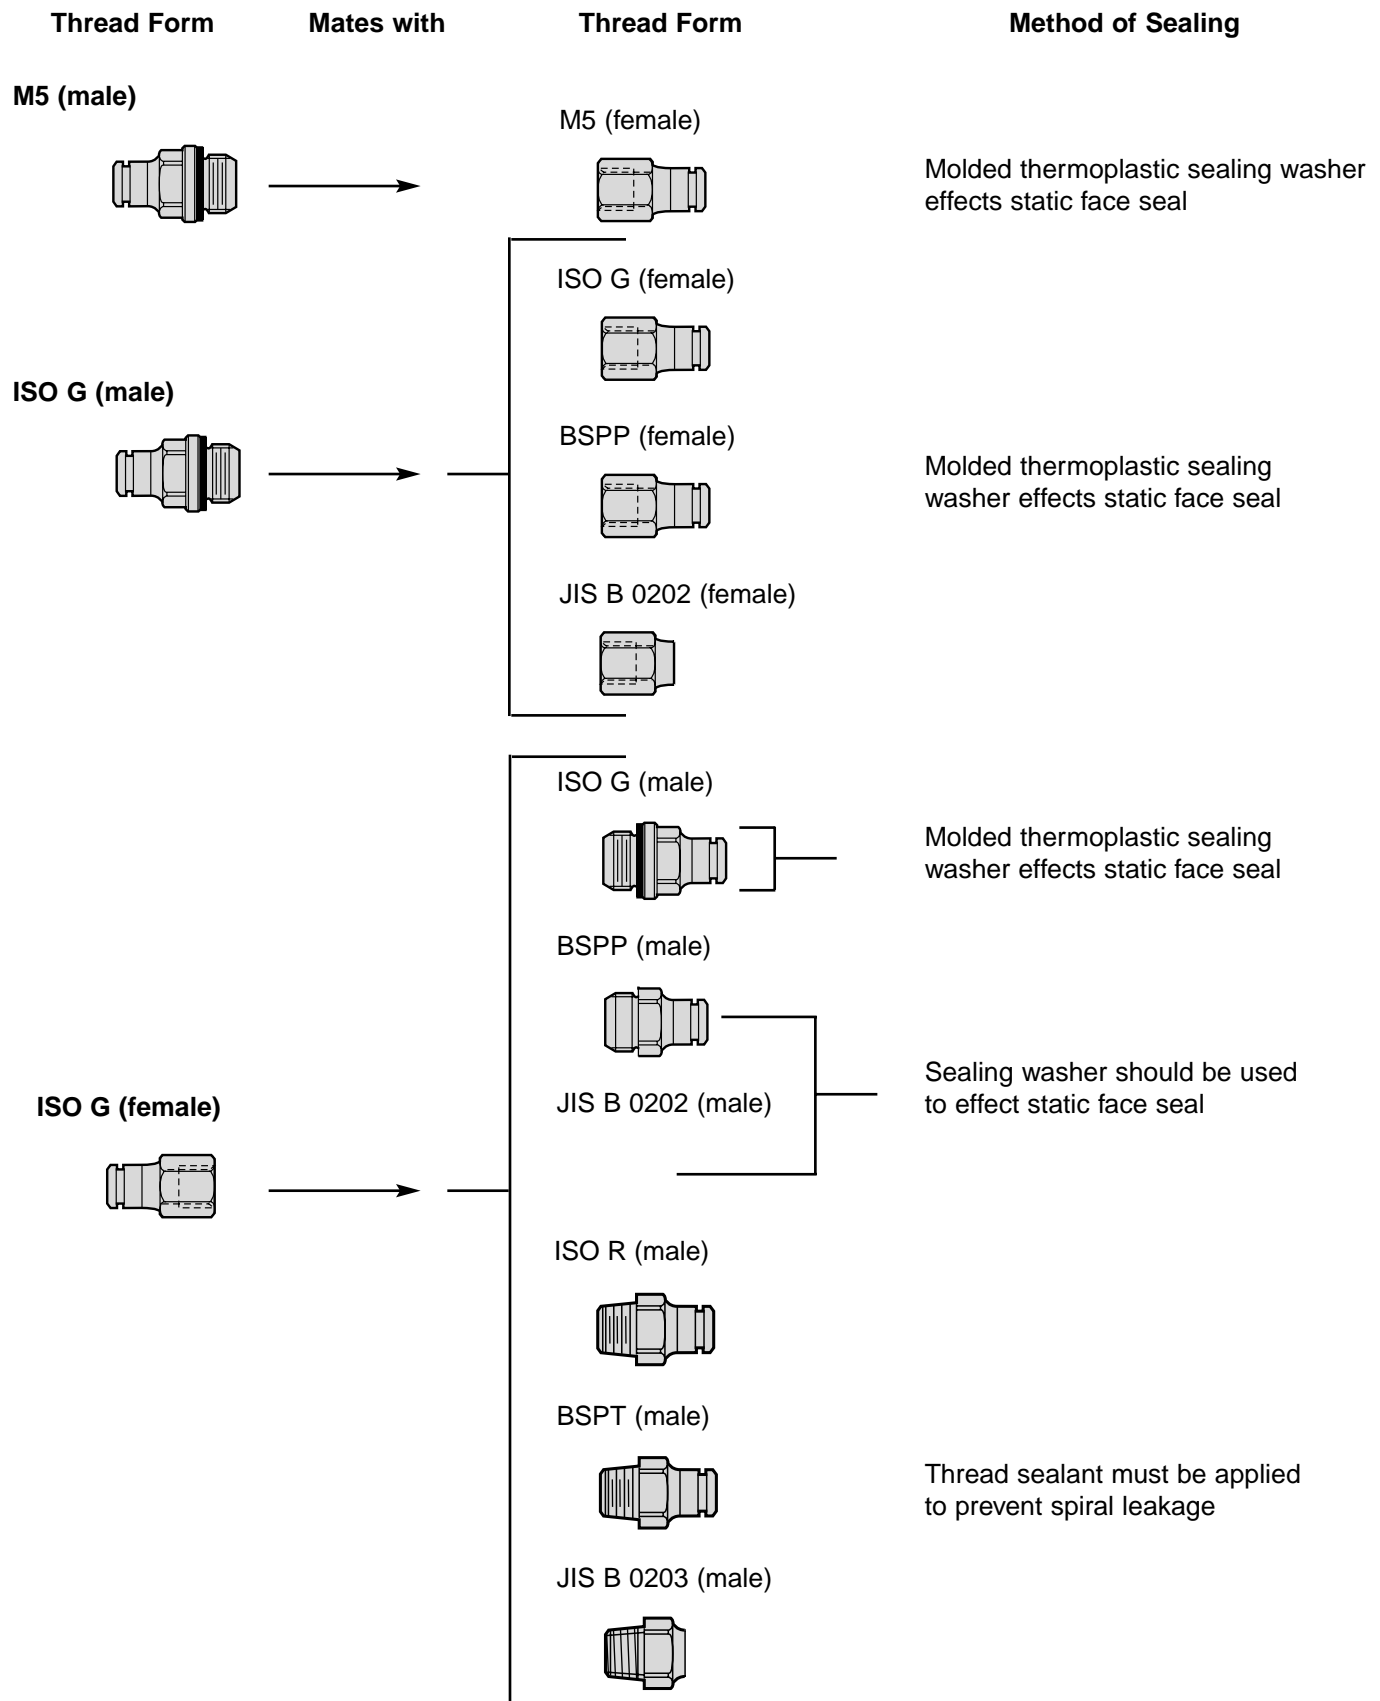 Thread Form Mates with Thread Form Method of Sealing
M5 (male)
M5 (female)
Molded thermoplastic sealing washer
effects static face seal
ISO G (female)
ISO G (male)
BSPP (female)
Molded thermoplastic sealing
washer effects static face seal
JIS B 0202 (female)
ISO G (male)
Molded thermoplastic sealing
washer effects static face seal
BSPP (male)
Sealing washer should be used
to effect static face seal
JIS B 0202 (male)
ISO G (female)
ISO R (male)
BSPT (male)
Thread sealant must be applied
to prevent spiral leakage
JIS B 0203 (male)